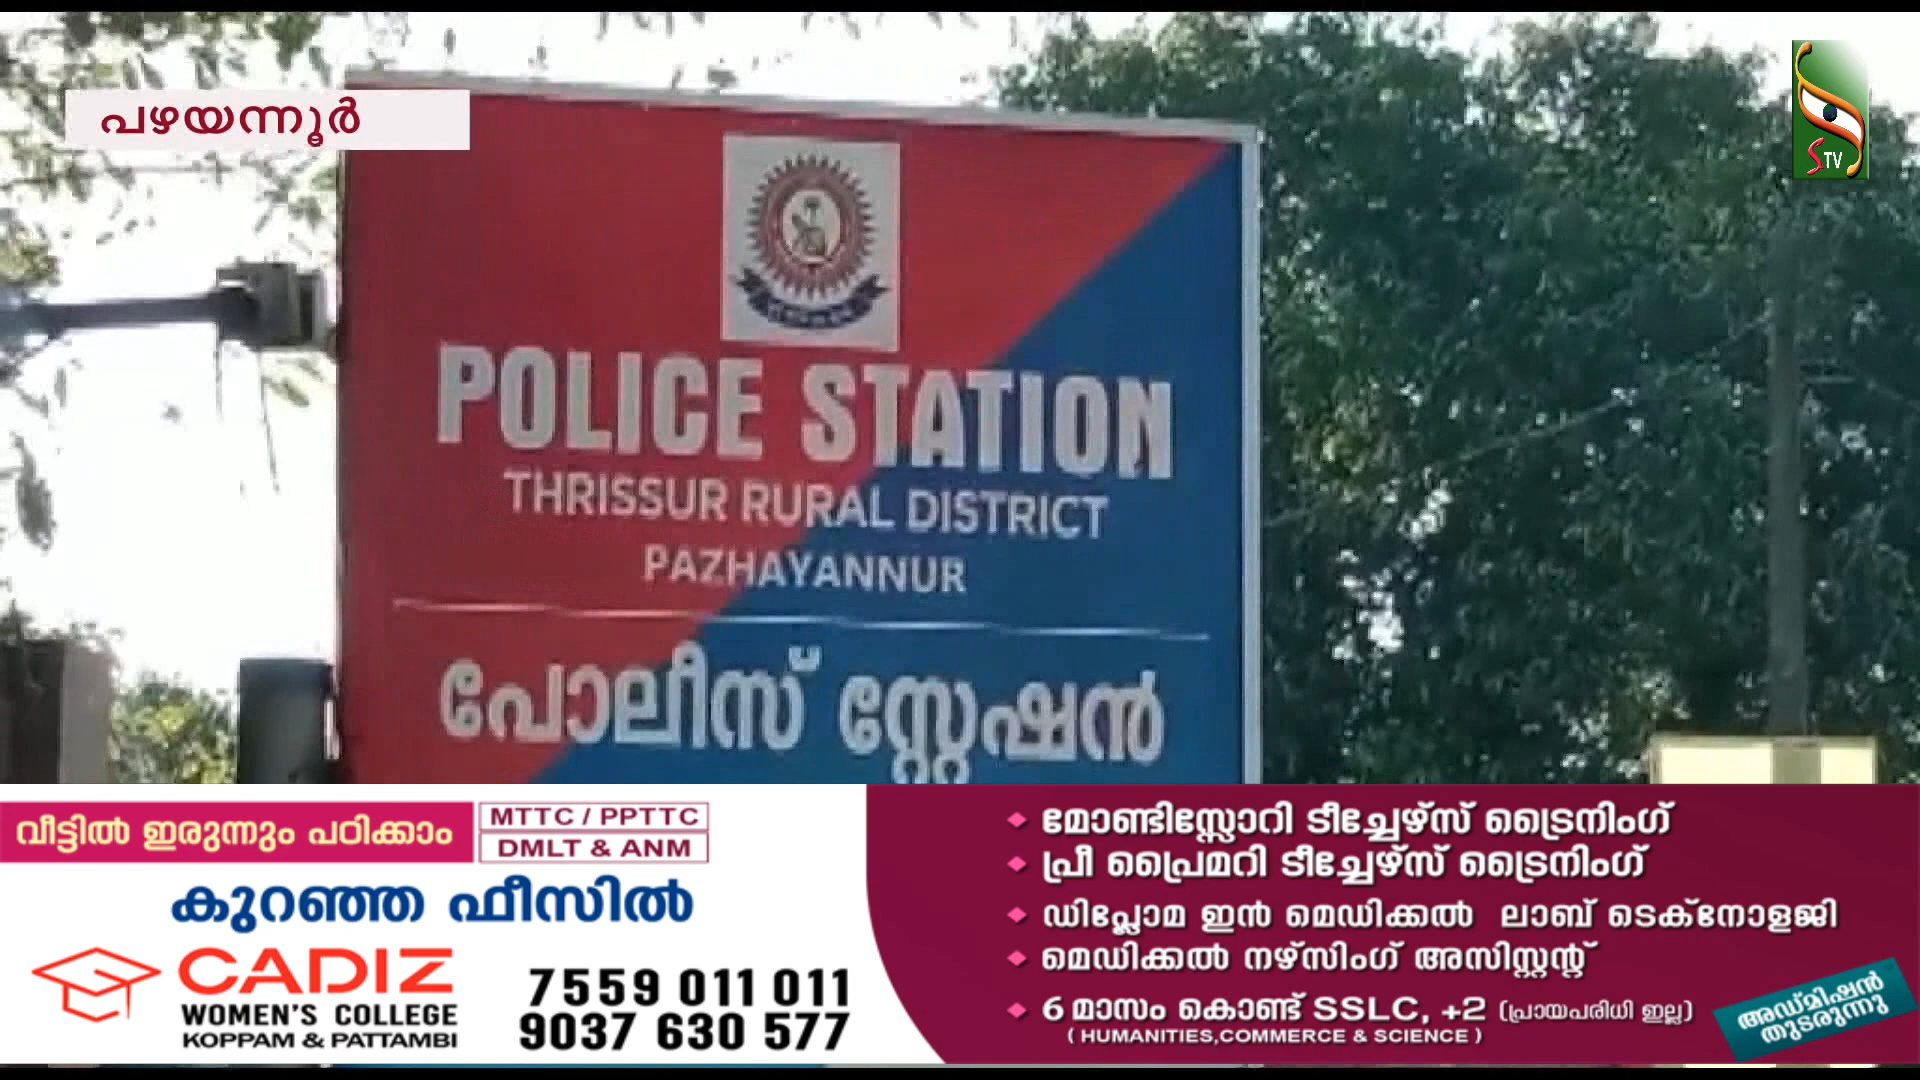 പഴയന്നൂർ
STV
POLICE STATION
THRISSUR RURAL DISTRICT
PAZHAYANNUR
പോലീസ് സ്റ്റേഷൻ
വീട്ടിൽ ഇരുന്നും പഠിക്കാം
MTTC / PPTTC
DMLT & ANM
കുറഞ്ഞ ഫീസിൽ
CADIZ
WOMEN'S COLLEGE
KOPPAM & PATTAMBI
7559 011 011
9037 630 577
മോണ്ടിസ്സോറി ടീച്ചേഴ്സ് ട്രൈനിംഗ്
പ്രീ പ്രൈമറി ടീച്ചേഴ്സ് ട്രൈനിംഗ്
ഡിപ്ലോമ ഇൻ മെഡിക്കൽ ലാബ് ടെക്നോളജി
മെഡിക്കൽ നഴ്സിംഗ് അസിസ്റ്റന്റ്
6 മാസം കൊണ്ട് SSLC, +2 (പ്രായപരിധി ഇല്ല)
( HUMANITIES,COMMERCE & SCIENCE )
അഡ്മിഷൻ
തുടരുന്നു